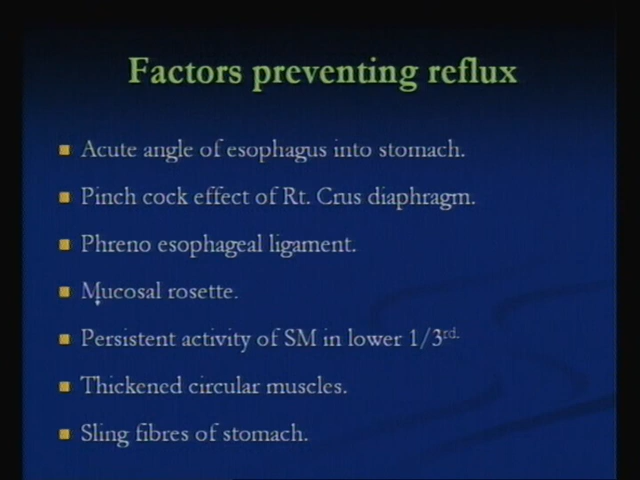 Factors preventing reflux
Acute angle of esophagus into stomach.
Pinch cock effect of Rt. Crus diaphragm.
Phreno esophageal ligament.
Mucosal rosette.
Persistent activity of SM in lower 1/3rd.
Thickened circular muscles.
Sling fibres of stomach.